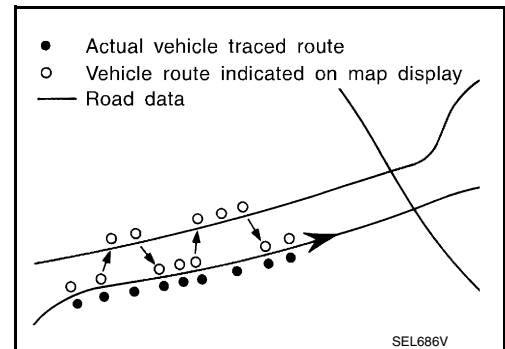 Actual vehicle traced route
Vehicle route indicated on map display
Road data
SEL686V